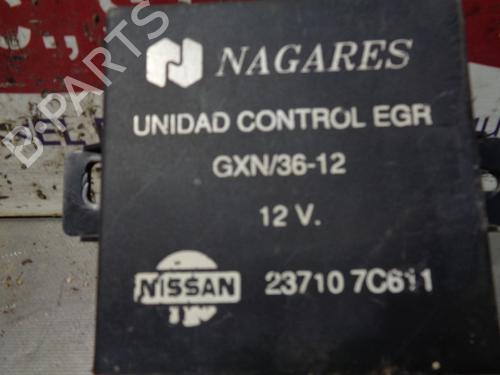 NAGARES
UNIDAD CONTROL EGR
GXN/36-12
12 V.
NISSAN 23710 7C611
B-PARTS